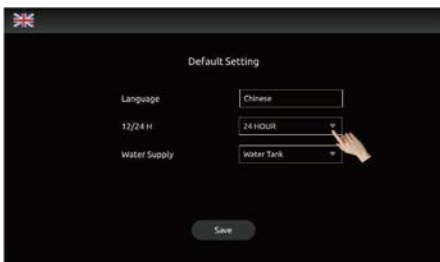 Default Setting
Language Chinese
12/24 H 24 HOUR
Water Supply Water Tank
Save